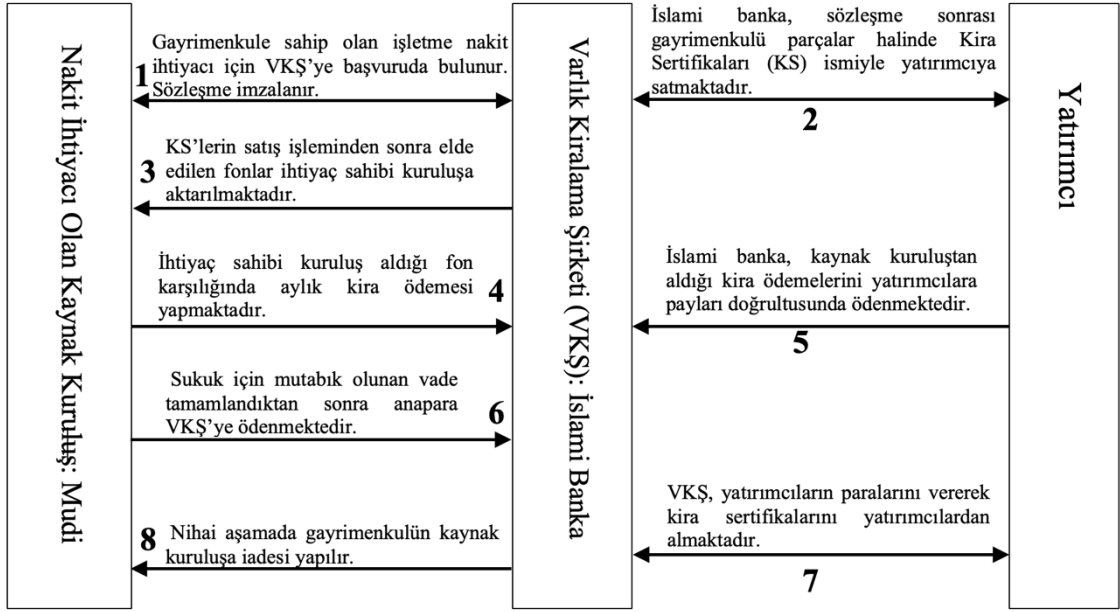 Nakit İhtiyacı Olan Kaynak Kuruluş: Mudi
Gayrimenkule sahip olan işletme nakit
ihtiyacı için VKŞ’ye başvuruda bulunur.
Sözleşme imzalanır.
1
KS’lerin satış işleminden sonra elde
edilen fonlar ihtiyaç sahibi kuruluşa
aktarılmaktadır.
3
İhtiyaç sahibi kuruluş aldığı fon
karşılığında aylık kira ödemesi
yapmaktadır.
4
Sukuk için mutabık olunan vade
tamamlandıktan sonra anapara
VKŞ’ye ödenmektedir.
6
8
Nihai aşamada gayrimenkulün kaynak
kuruluşa iadesi yapılır.
Varlık Kiralama Şirketi (VKŞ): İslami Banka
İslami banka, sözleşme sonrası
gayrimenkulü parçalar halinde Kira
Sertifikaları (KS) ismiyle yatırımcıya
satmaktadır.
2
İslami banka, kaynak kuruluştan
aldığı kira ödemelerini yatırımcılara
payları doğrultusunda ödenmektedir.
5
VKŞ, yatırımcıların paralarını vererek
kira sertifikalarını yatırımcılardan
almaktadır.
7
Yatırımcı